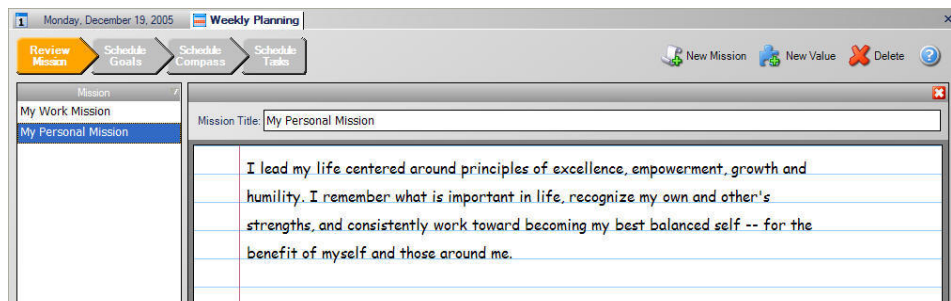 1 Monday, December 19, 2005 Weekly Planning x
Review Schedule Schedule Schedule
Mission Goals Compass Tasks
New Mission New Value Delete ?
Mission /
My Work Mission
My Personal Mission
Mission Title: My Personal Mission
I lead my life centered around principles of excellence, empowerment, growth and
humility. I remember what is important in life, recognize my own and other's
strengths, and consistently work toward becoming my best balanced self -- for the
benefit of myself and those around me.